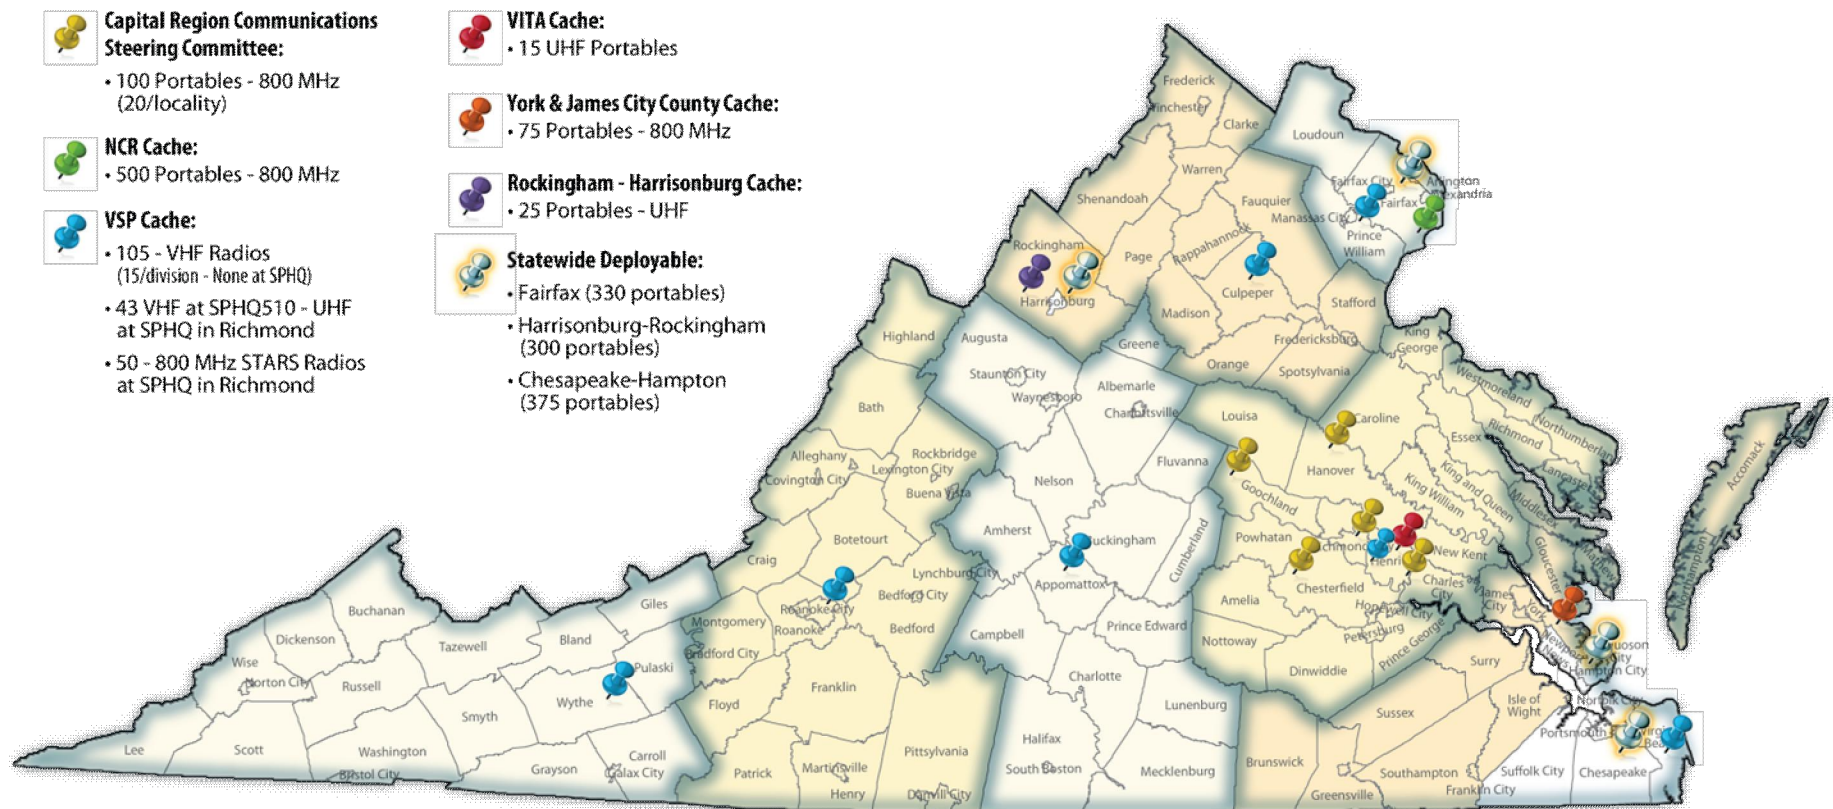 Capital Region Communications
Steering Committee:
• 100 Portables - 800 MHz
(20/locality)
NCR Cache:
• 500 Portables - 800 MHz
VSP Cache:
• 105 - VHF Radios
(15/division - None at SPHQ)
• 43 VHF at SPHQ510 - UHF
at SPHQ in Richmond
• 50 - 800 MHz STARS Radios
at SPHQ in Richmond
VITA Cache:
• 15 UHF Portables
York & James City County Cache:
• 75 Portables - 800 MHz
Rockingham - Harrisonburg Cache:
• 25 Portables - UHF
Statewide Deployable:
• Fairfax (330 portables)
• Harrisonburg-Rockingham
(300 portables)
• Chesapeake-Hampton
(375 portables)
Frederick
Clarke
Loudoun
Warren
Shenandoah
Fauquier
Fairfax City
Fairfax
Manassas City
Prince
William
Rockingham
Page
Rappahannock
Harrisonburg
Culpeper
Madison
Stafford
Highland
Augusta
Greene
Fredericksburg
King
George
Orange
Spotsylvania
Staunton City
Albemarle
Waynesboro
Charlottsville
Westmoreland
Bath
Louisa
Caroline
Essex
Richmond
Northumberland
Accomack
Alleghany
Rockbridge
Lexington City
Covington City
Fluvanna
Hanover
Lancaster
Nelson
Buena Vista
Goochland
King William
King and Queen
Middlesex
Amherst
Cumberland
Powhatan
New Kent
Gloucester
Northampton
Botetourt
Craig
Lynchburg City
Appomattox
Chesterfield
Charles
City
James
City
York
Giles
Bedford City
Amelia
Hopewell City
Petersburg
Prince George
Buchanan
Roanoke City
Roanoke
Montgomery
Bedford
Campbell
Prince Edward
Nottoway
Dinwiddie
Surry
Newport
News
Hampton City
Dickenson
Tazewell
Bland
Wise
Norton City
Russell
Pulaski
Wythe
Franklin
Charlotte
Floyd
Smyth
Lunenburg
Sussex
Isle of
Wight
Norfolk City
Portsmouth
Lee
Scott
Washington
Bristol City
Grayson
Carroll
Galax City
Patrick
Martinsville
Henry
Pittsylvania
Danvill City
Halifax
South Boston
Mecklenburg
Brunswick
Greensville
Southampton
Franklin City
Suffolk City
Chesapeake